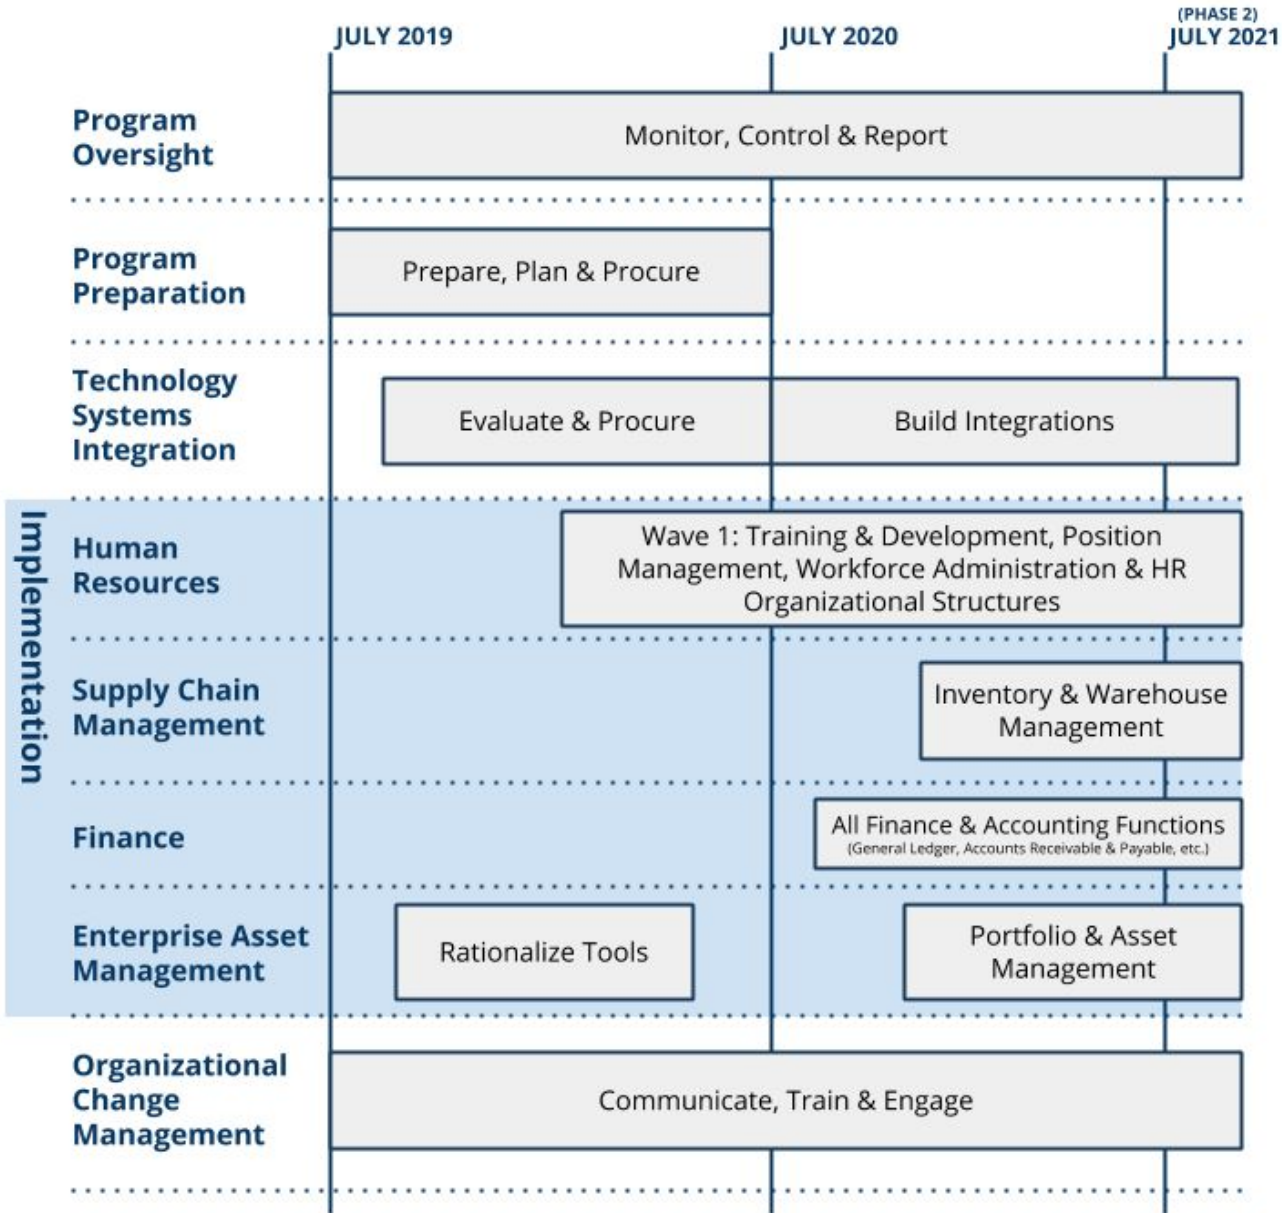 (PHASE 2)
JULY 2019
JULY 2020
JULY 2021
Program
Oversight
Monitor, Control & Report
Program
Preparation
Prepare, Plan & Procure
Technology
Systems
Integration
Evaluate & Procure
Build Integrations
Implementation
Human
Resources
Wave 1: Training & Development, Position
Management, Workforce Administration & HR
Organizational Structures
Supply Chain
Management
Inventory & Warehouse
Management
Finance
All Finance & Accounting Functions
(General Ledger, Accounts Receivable & Payable, etc.)
Enterprise Asset
Management
Rationalize Tools
Portfolio & Asset
Management
Organizational
Change
Management
Communicate, Train & Engage